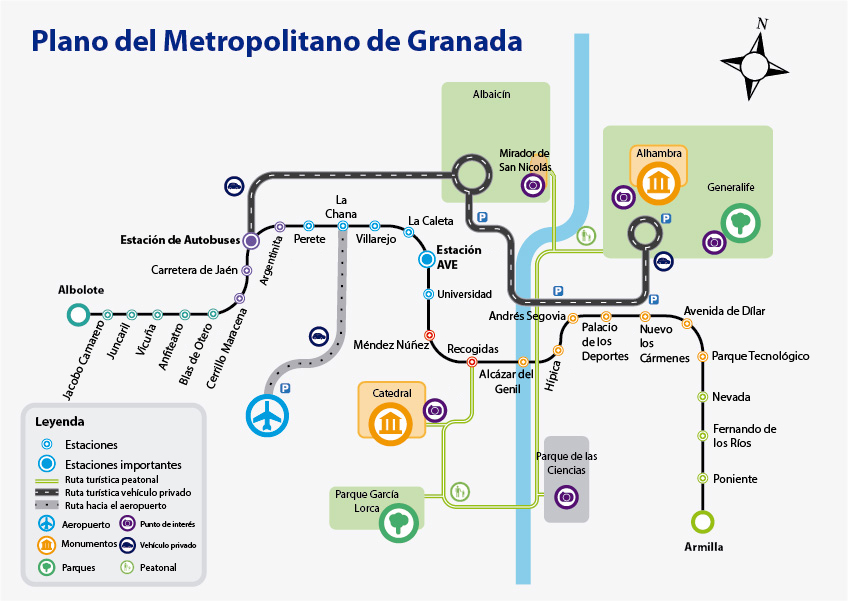 Plano del Metropolitano de Granada
N
Albaicín
Mirador de
San Nicolás
Alhambra
Generalife
P
P
P
P
P
La
Chana
La Caleta
Estación de Autobuses
Argentinita
Perete
Villarejo
Estación
AVE
Carretera de Jaén
Universidad
Albolote
Jacobo Camarero
Juncaril
Vicuña
Anfiteatro
Blas de Otero
Cerrillo Maracena
Méndez Núñez
Recogidas
Alcázar del
Genil
Hípica
Andrés Segovia
Palacio
de los
Deportes
Nuevo
los
Cármenes
Avenida de Dílar
Parque Tecnológico
Nevada
Fernando de
los Ríos
Poniente
Armilla
Catedral
Parque García
Lorca
Parque de las
Ciencias
Leyenda
Estaciones
Estaciones importantes
Ruta turística peatonal
Ruta turística vehículo privado
Ruta hacia el aeropuerto
Aeropuerto
Punto de interés
Monumentos
Vehículo privado
Parques
Peatonal